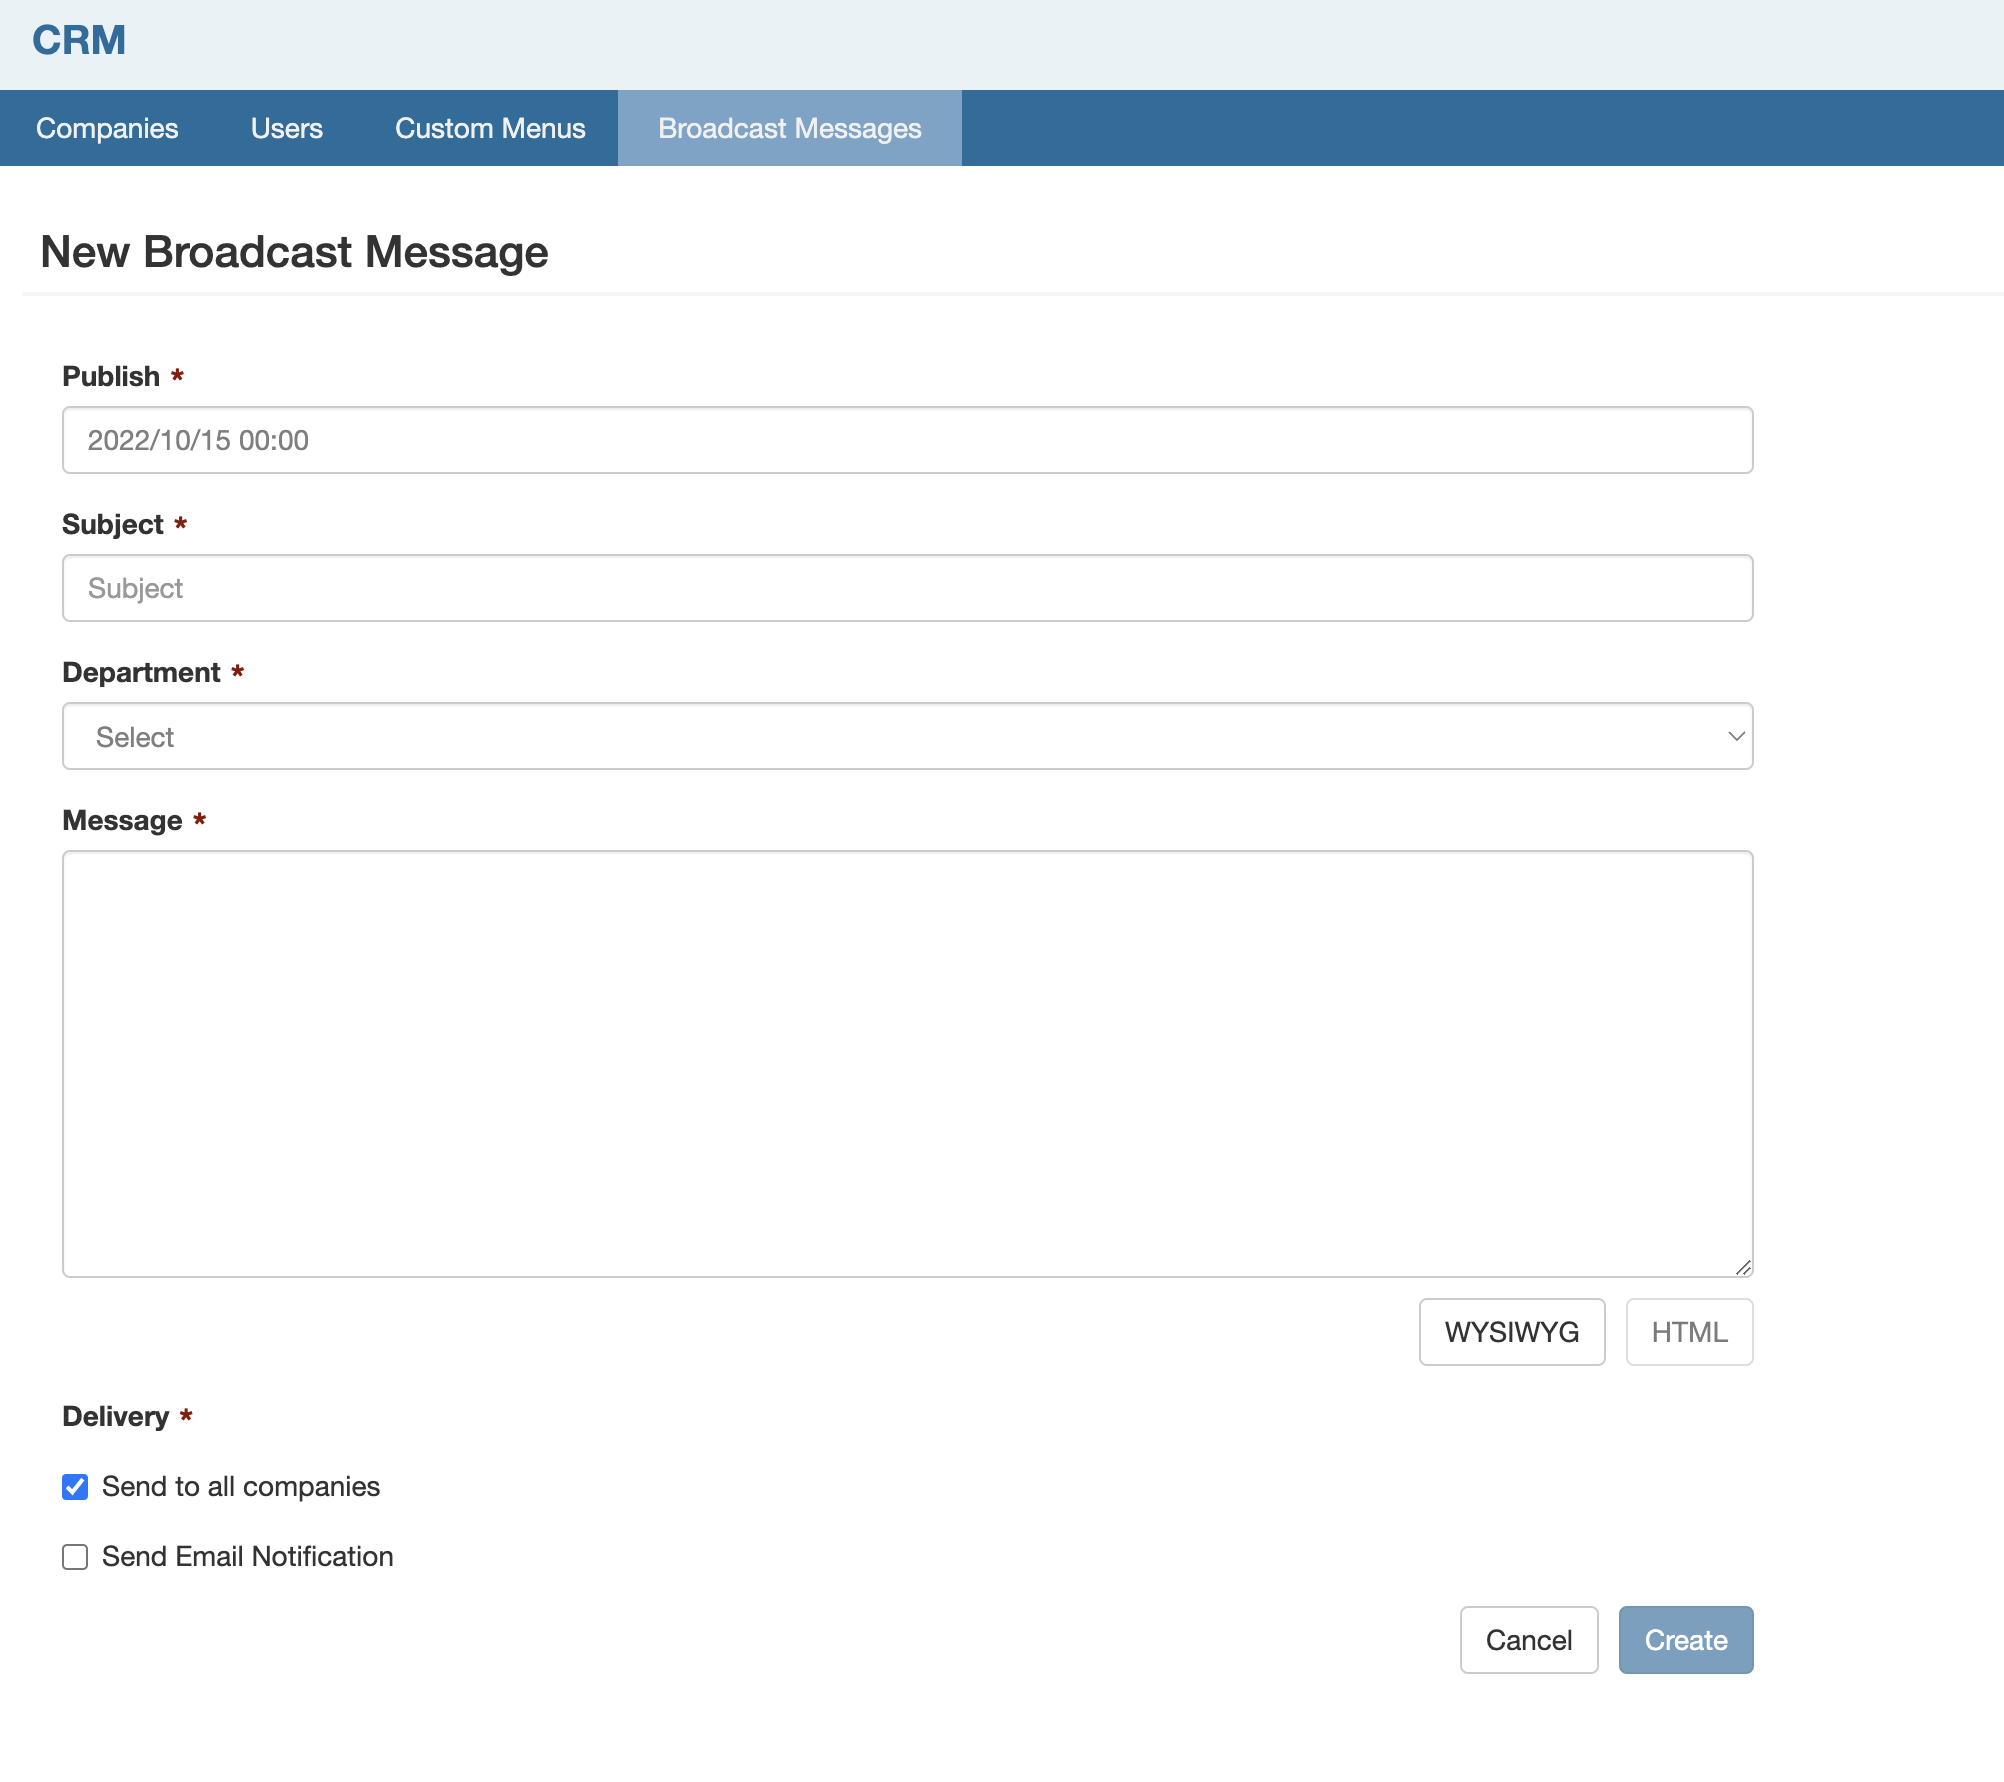 CRM
Companies Users Custom Menus Broadcast Messages
New Broadcast Message
Publish *
2022/10/15 00:00
Subject *
Subject
Department *
Select
Message *
WYSIWYG HTML
Delivery *
Send to all companies
Send Email Notification
Cancel Create